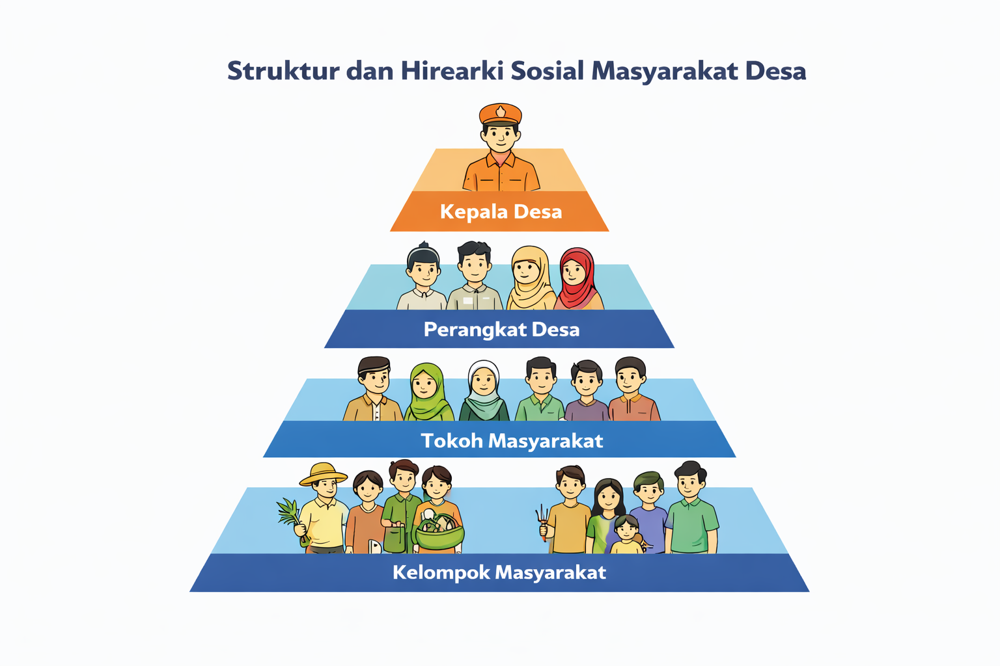 Struktur dan Hirearki Sosial Masyarakat Desa
Kepala Desa
Perangkat Desa
Tokoh Masyarakat
Kelompok Masyarakat